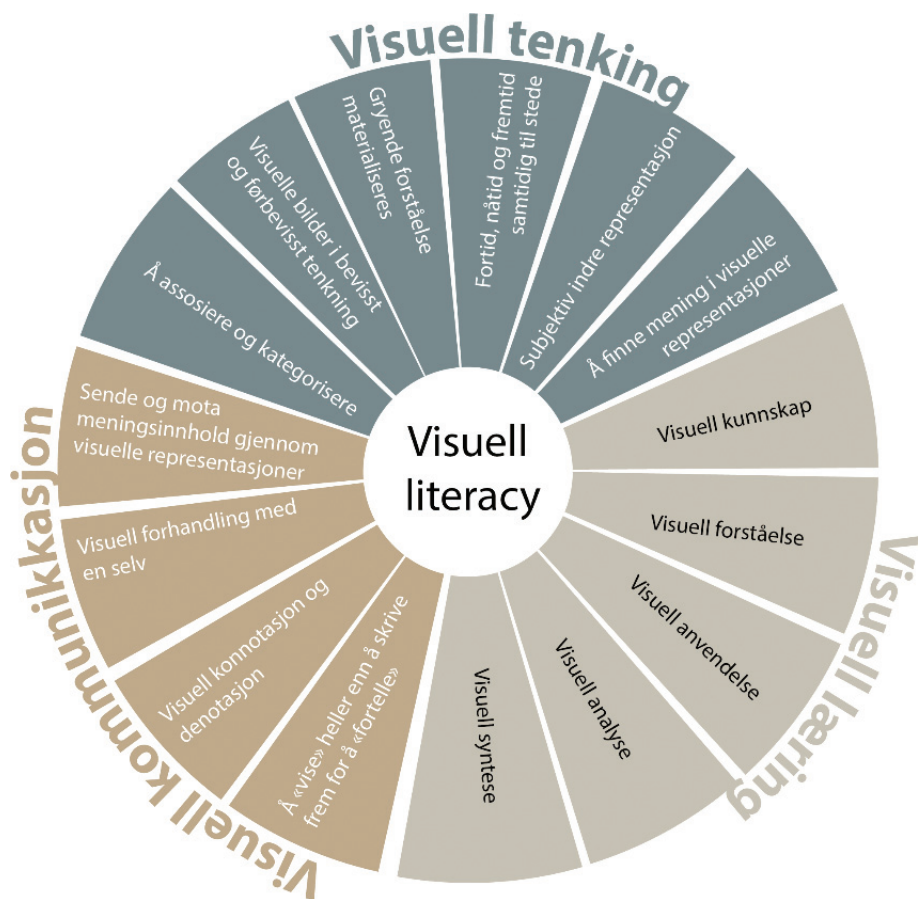 Visuell tenking
Å assosiere og kategorisere
Visuelle bilder i bevisst
og førbevisst tenkning
Gryende forståelse
materialiseres
Fortid, nåtid og fremtid
samtidig til stede
Subjektiv indre representasjon
Å finne mening i visuelle
representasjoner
Visuell læring
Visuell kunnskap
Visuell forståelse
Visuell anvendelse
Visuell analyse
Visuell syntese
Visuell kommunikkasjon
Å «vise» heller enn å skrive
frem for å «fortelle»
Visuell konnotasjon og
denotasjon
Visuell forhandling med
en selv
Sende og mota
meningsinnhold gjennom
visuelle representasjoner
Visuell
literacy